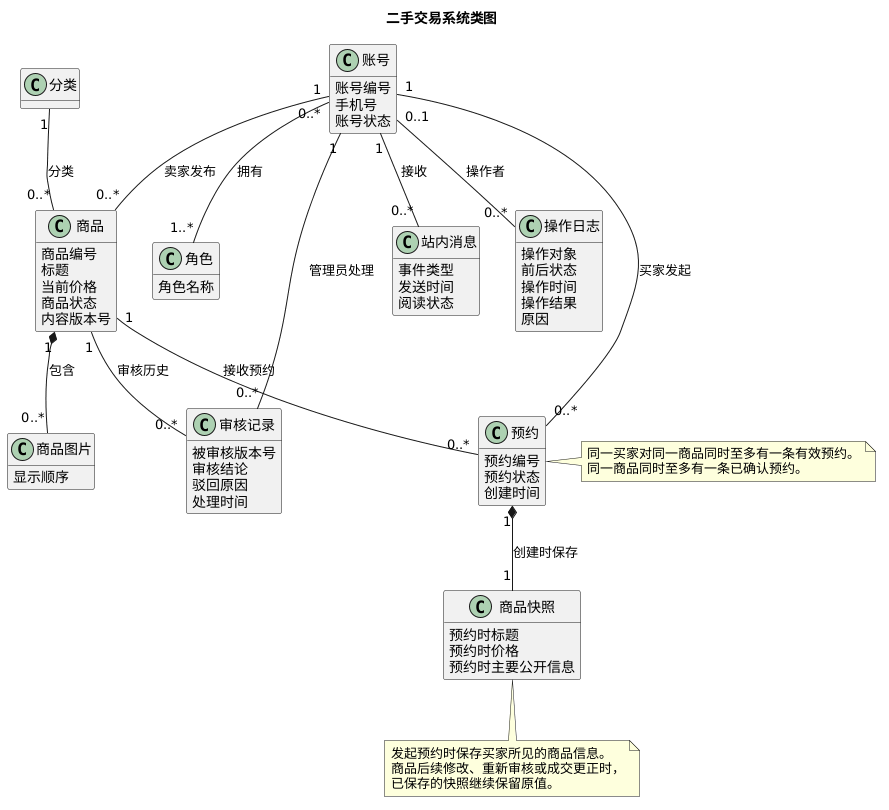 二手交易系统类图
C 分类
C 账号
账号编号
手机号
账号状态
1
1
0..*
1
0..1
1
1
分类
卖家发布
拥有
接收
操作者
0..*
0..*
1..*
0..*
0..*
C 商品
商品编号
标题
当前价格
商品状态
内容版本号
C 角色
角色名称
C 站内消息
事件类型
发送时间
阅读状态
C 操作日志
操作对象
前后状态
操作时间
操作结果
原因
管理员处理
买家发起
1
1
1
包含
审核历史
接收预约
0..*
0..*
0..*
0..*
0..*
C 商品图片
显示顺序
C 审核记录
被审核版本号
审核结论
驳回原因
处理时间
C 预约
预约编号
预约状态
创建时间
同一买家对同一商品同时至多有一条有效预约。
同一商品同时至多有一条已确认预约。
1
创建时保存
1
C 商品快照
预约时标题
预约时价格
预约时主要公开信息
发起预约时保存买家所见的商品信息。
商品后续修改、重新审核或成交更正时，
已保存的快照继续保留原值。